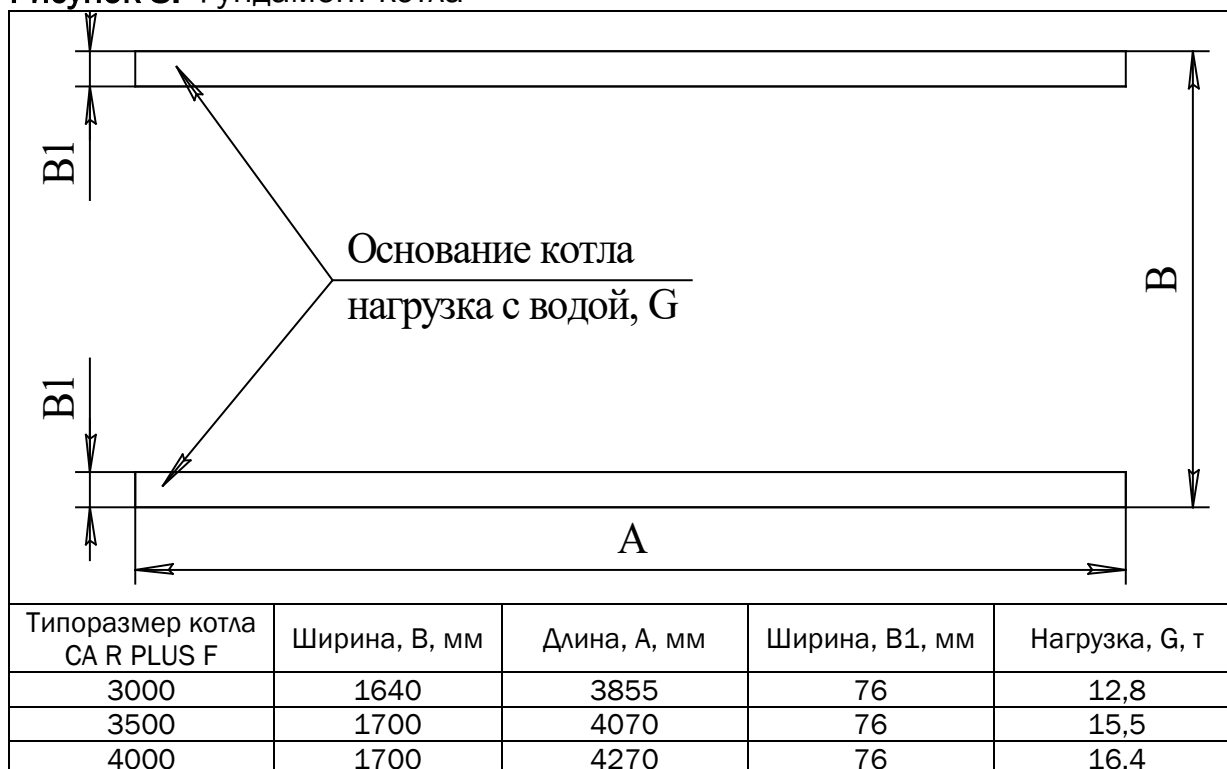 Рисунок 3. Фундамент котла
B1
Основание котла
нагрузка с водой, G
B
B1
A
Типоразмер котла CA R PLUS F | Ширина, B, мм | Длина, A, мм | Ширина, B1, мм | Нагрузка, G, т
3000 | 1640 | 3855 | 76 | 12,8
3500 | 1700 | 4070 | 76 | 15,5
4000 | 1700 | 4270 | 76 | 16,4